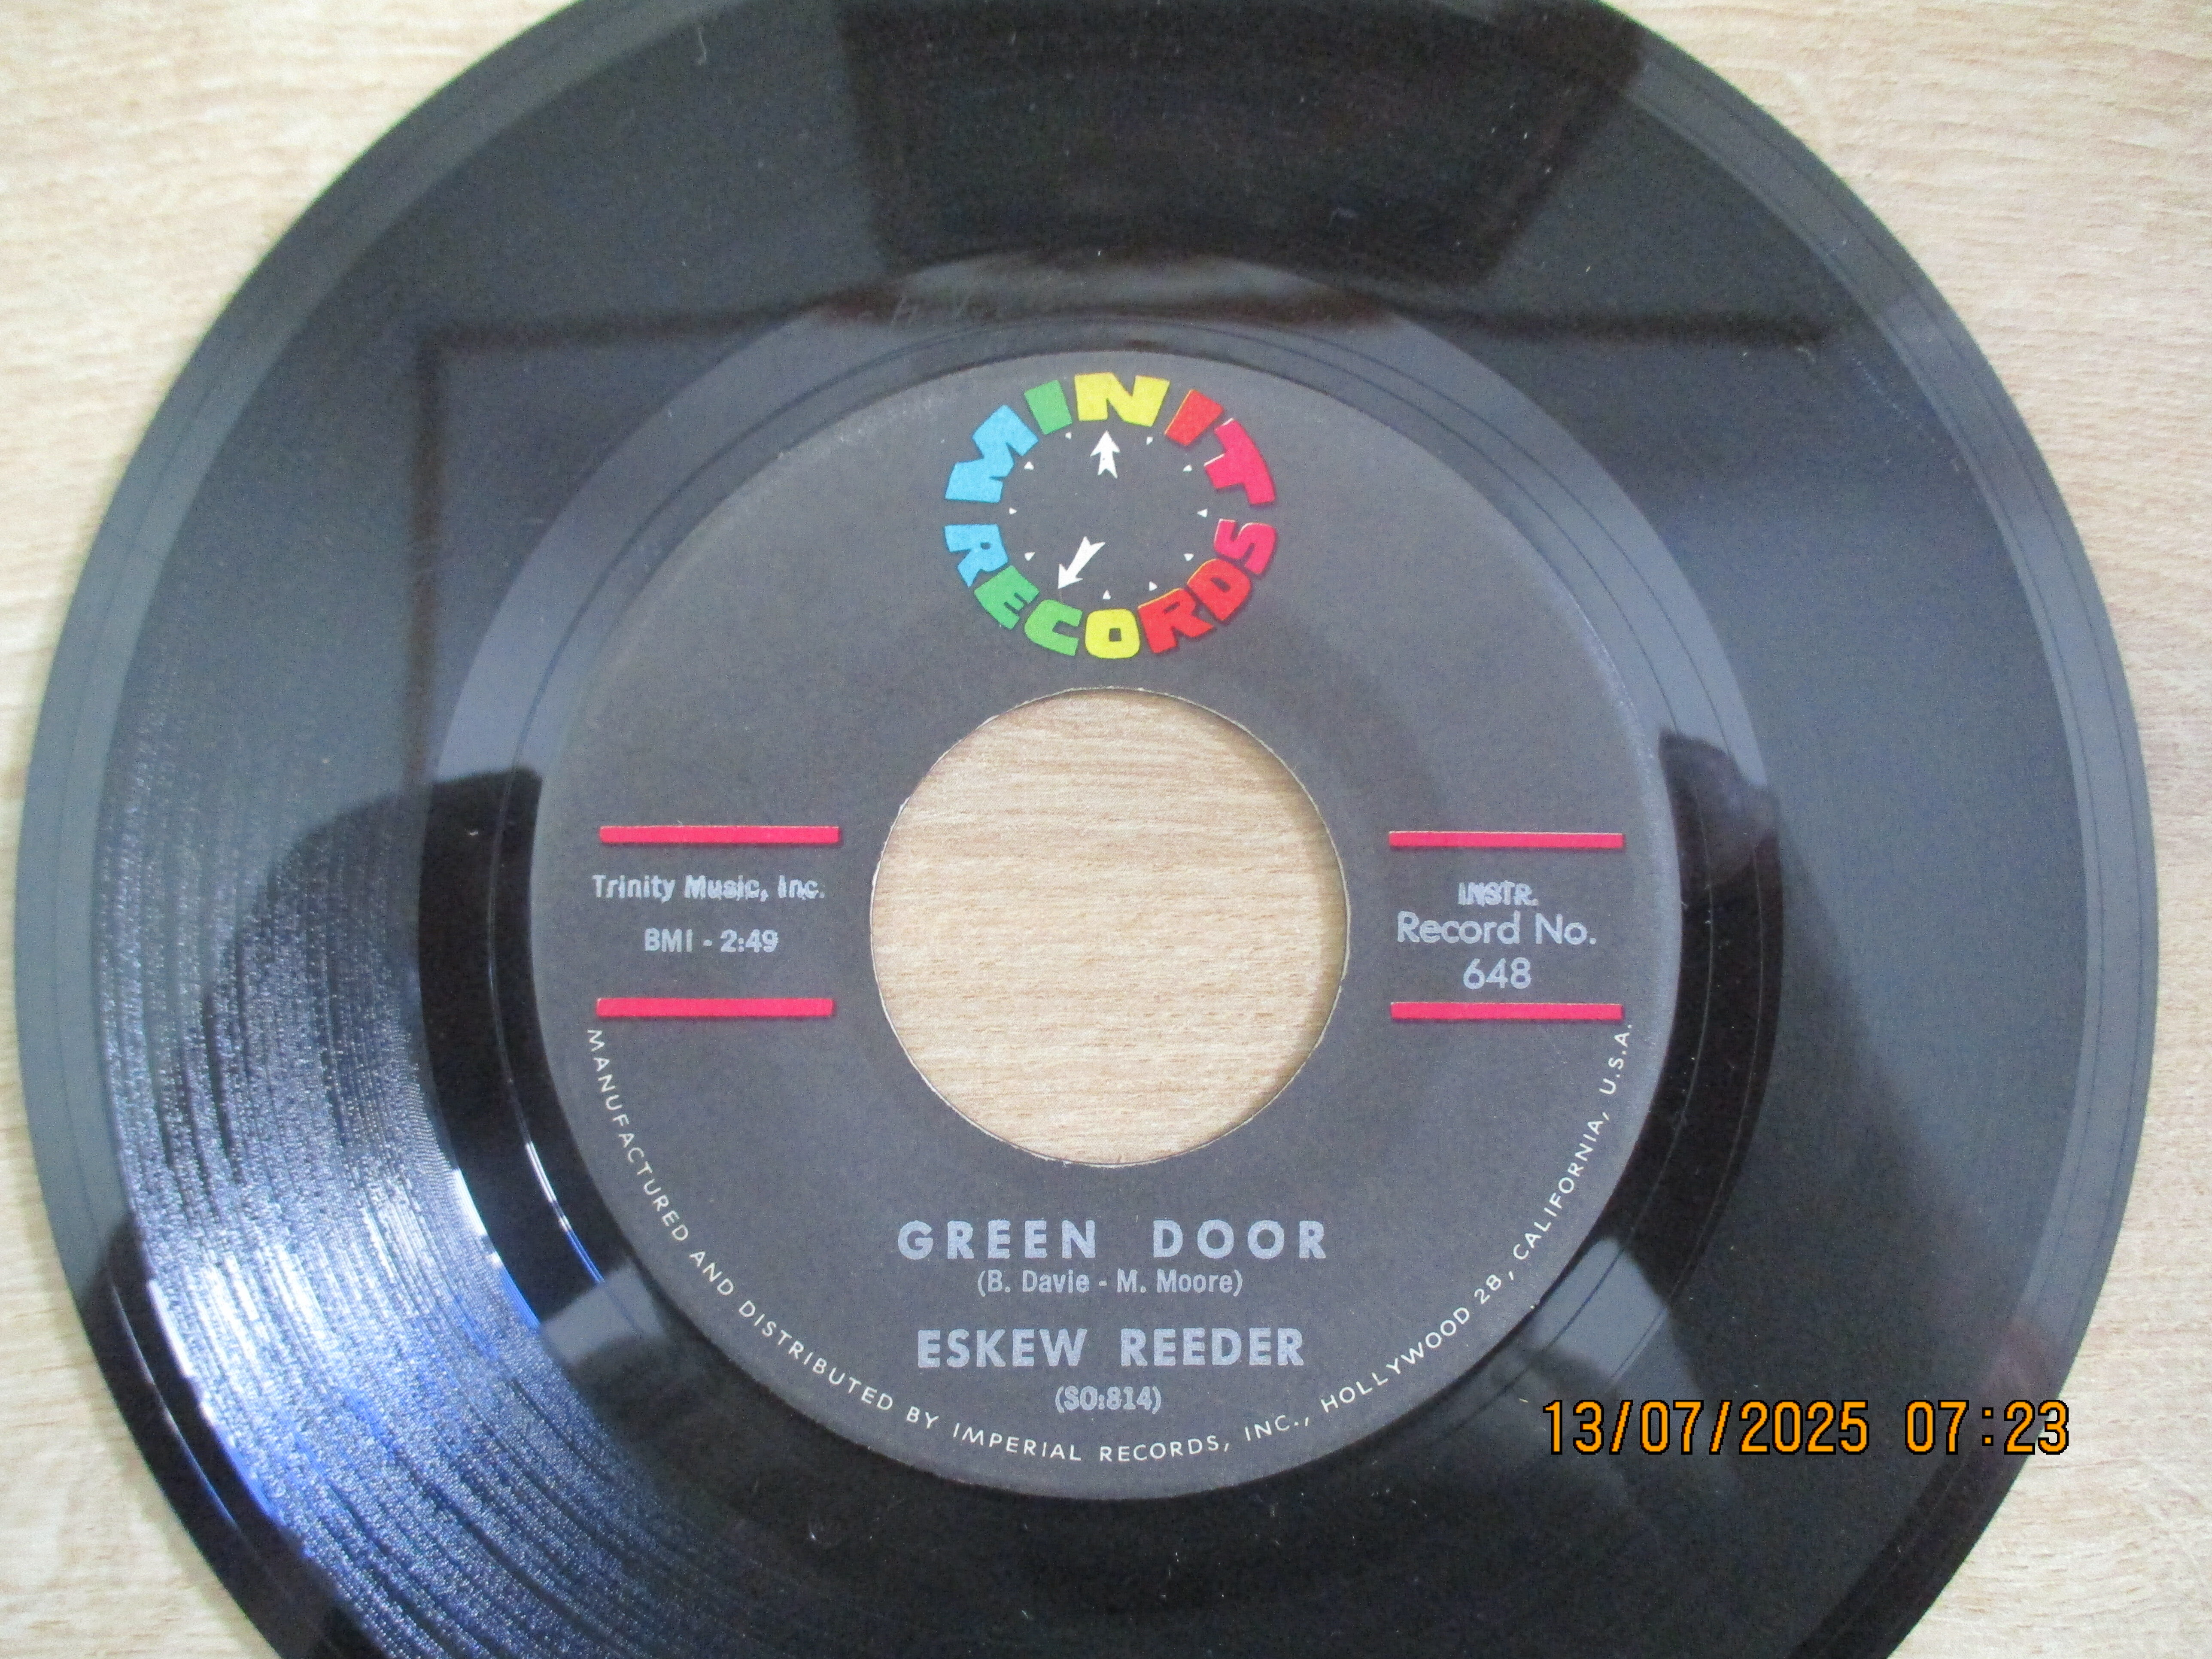 MINIT
RECORDS
Trinity Music, Inc.
BMI - 2:49
INSTR.
Record No.
648
GREEN DOOR
(B. Davie - M. Moore)
ESKEW REEDER
(SO:814)
MANUFACTURED AND DISTRIBUTED BY IMPERIAL RECORDS, INC., HOLLYWOOD 28, CALIFORNIA, U.S.A.
13/07/2025 07:23